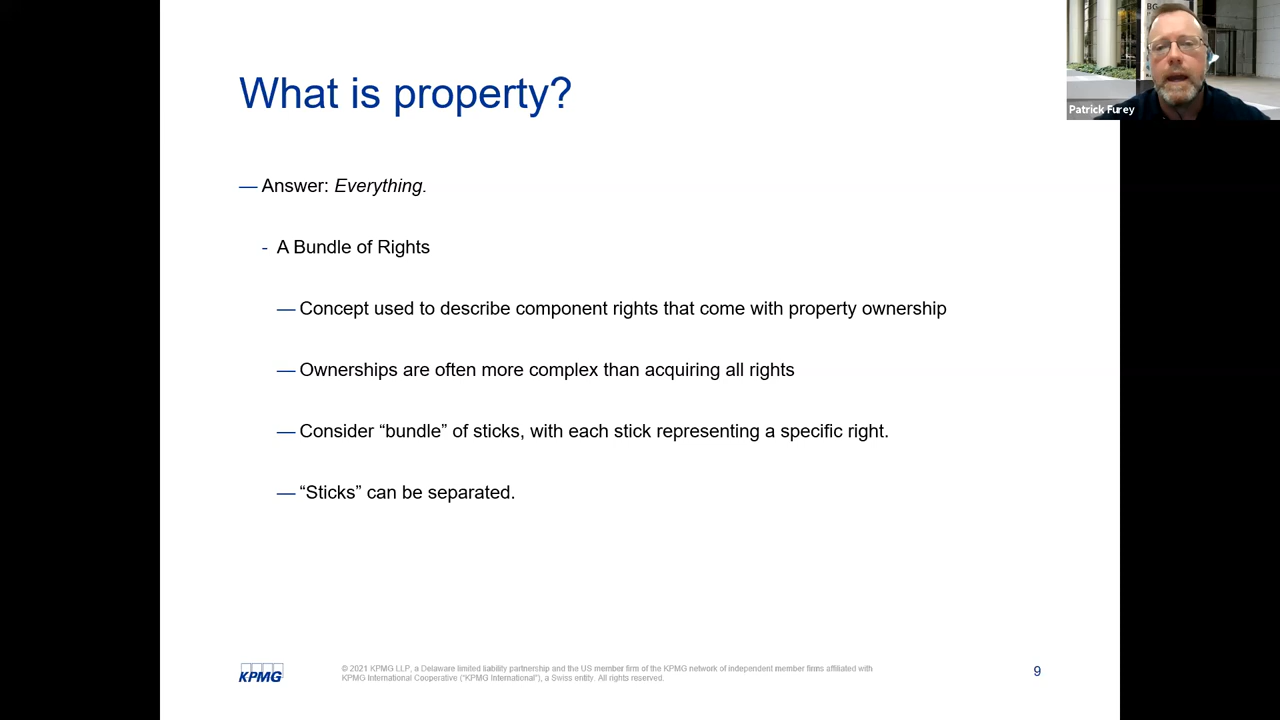 What is property?
— Answer: Everything.
- A Bundle of Rights
— Concept used to describe component rights that come with property ownership
— Ownerships are often more complex than acquiring all rights
— Consider “bundle” of sticks, with each stick representing a specific right.
— “Sticks” can be separated.
KPMG
© 2021 KPMG LLP, a Delaware limited liability partnership and the US member firm of the KPMG network of independent member firms affiliated with
KPMG International Cooperative (“KPMG International”), a Swiss entity. All rights reserved.
9
BG
Patrick Furey